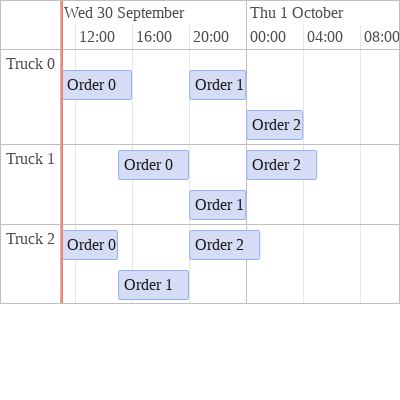 Wed 30 September Thu 1 October
12:00 16:00 20:00 00:00 04:00 08:00
Truck 0
Order 0 Order 1
Order 2
Truck 1
Order 0 Order 2
Order 1
Truck 2
Order 0 Order 2
Order 1